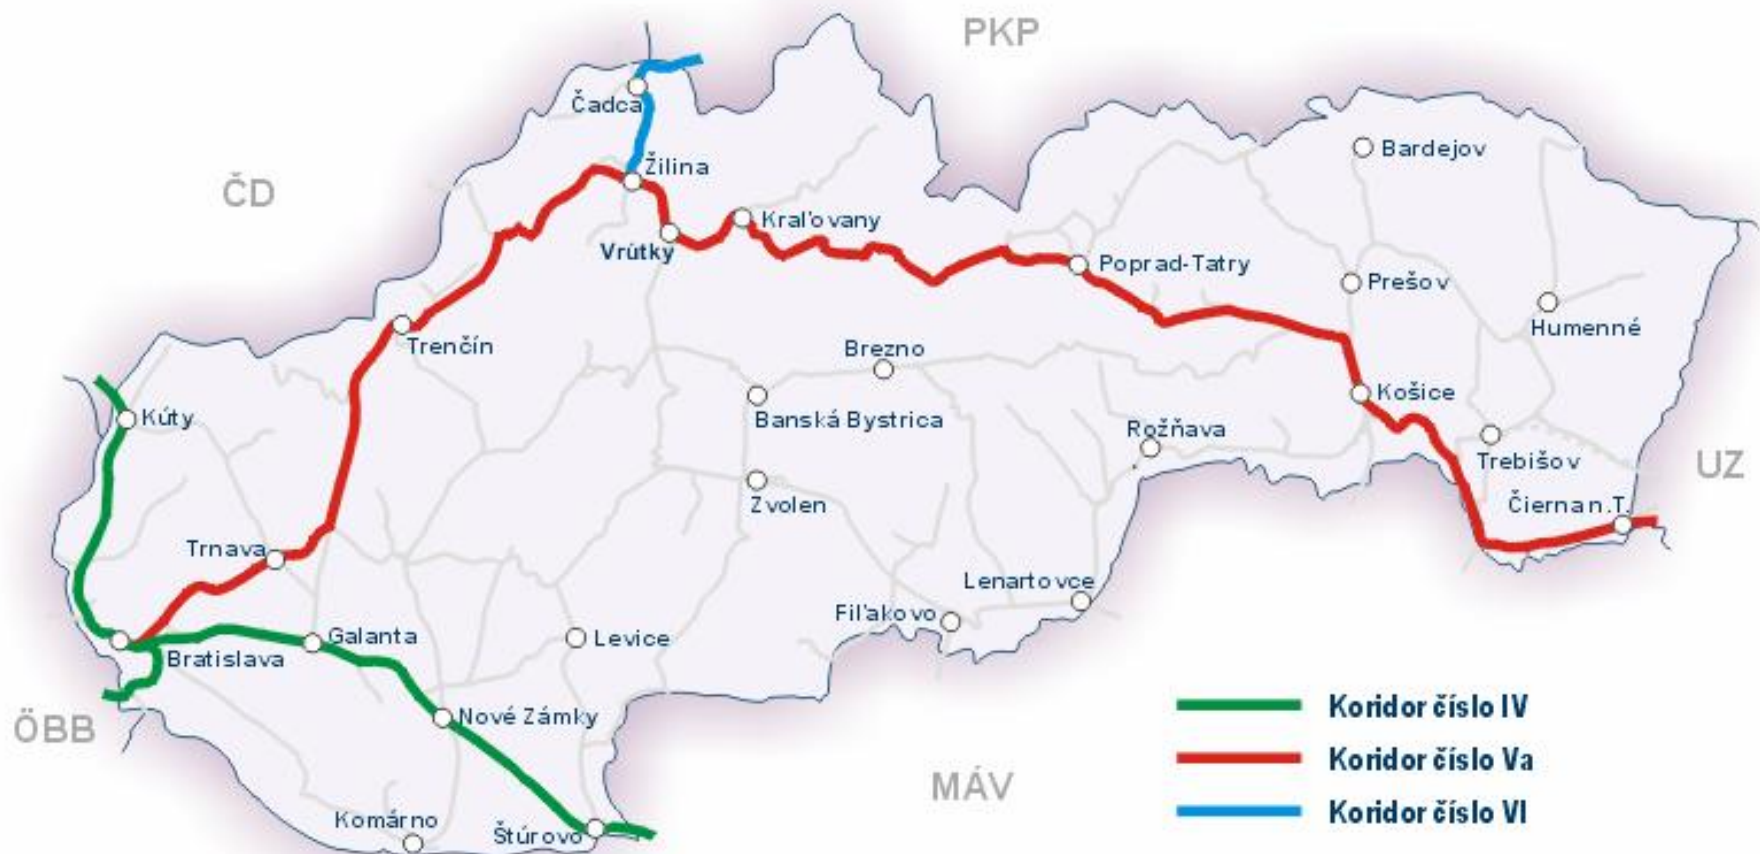 PKP
Čadca
Bardejov
Žilina
ČD
Kraľovany
Vrútky
Poprad-Tatry
Prešov
Humenné
Trenčín
Brezno
Košice
Kúty
Banská Bystrica
Rožňava
Trebišov
UZ
Zvolen
Čierna n.T.
Trnava
Lenartovce
Fiľakovo
Galanta
Levice
Bratislava
Koridor číslo IV
Nové Zámky
ÖBB
Koridor číslo Va
MÁV
Koridor číslo VI
Komárno
Štúrovo